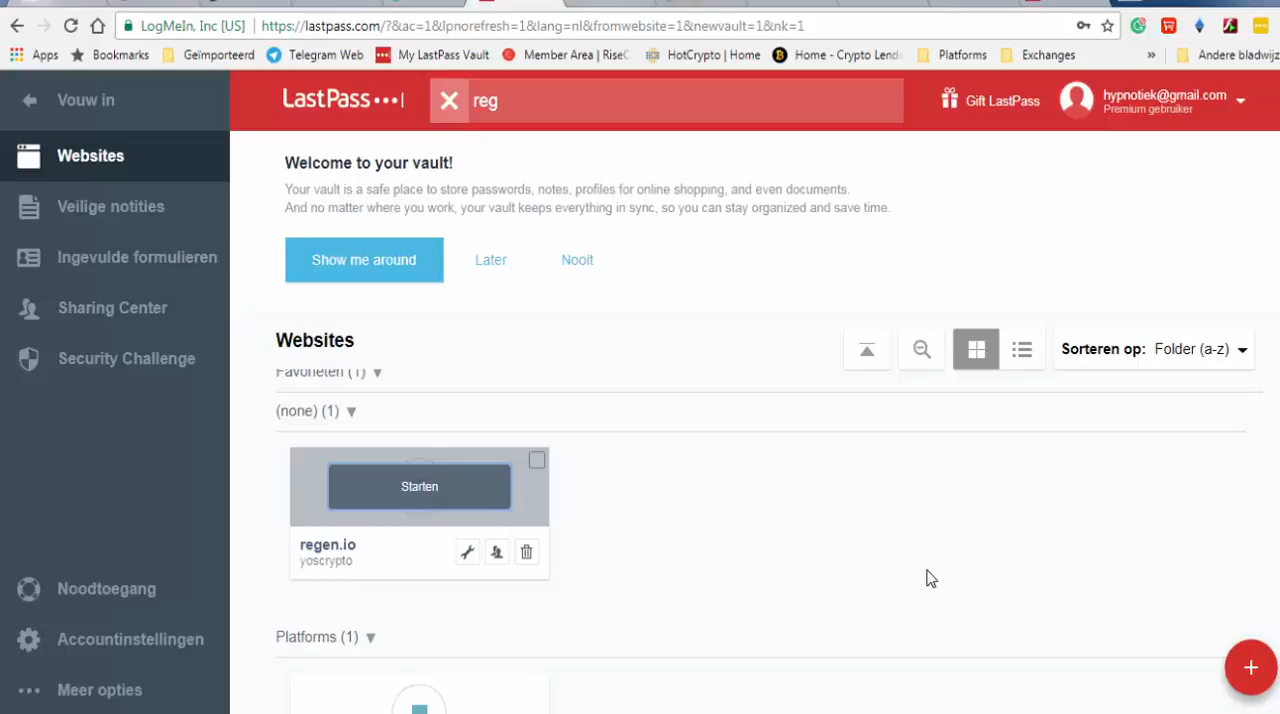 LogMeIn, Inc [US]
https://lastpass.com/?&ac=1&lpnorefresh=1&lang=nl&fromwebsite=1&newvault=1&nk=1
Apps
Bookmarks
Geïmporteerd
Telegram Web
My LastPass Vault
Member Area | RiseC
HotCrypto | Home
Home - Crypto Lend
Platforms
Exchanges
»
Andere bladwijz
Vouw in
LastPass
reg
Gift LastPass
hypnotiek@gmail.com
Premium gebruiker
Websites
Veilige notities
Ingevulde formulieren
Sharing Center
Security Challenge
Noodtoegang
Accountinstellingen
Meer opties
Welcome to your vault!
Your vault is a safe place to store passwords, notes, profiles for online shopping, and even documents.
And no matter where you work, your vault keeps everything in sync, so you can stay organized and save time.
Show me around
Later
Nooit
Websites
Sorteren op: Folder (a-z)
Favorieten (1)
(none) (1)
Starten
regen.io
yoscrypto
Platforms (1)